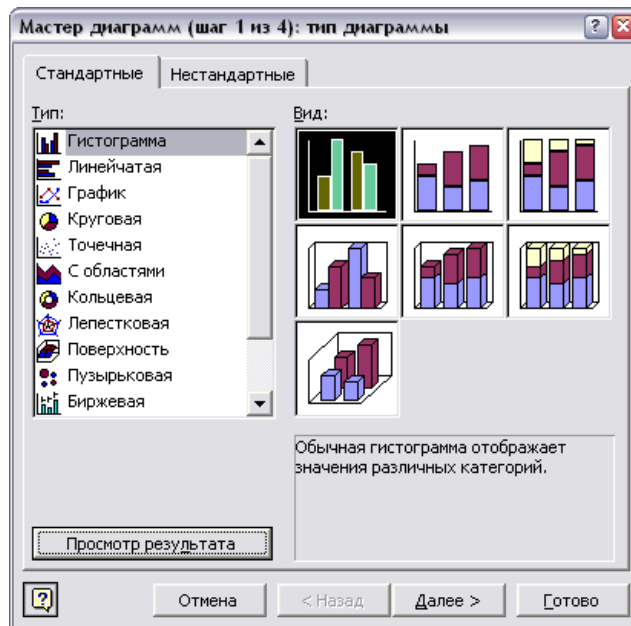 Мастер диаграмм (шаг 1 из 4): тип диаграммы
Стандартные Нестандартные
Тип:
Гистограмма
Линейчатая
График
Круговая
Точечная
С областями
Кольцевая
Лепестковая
Поверхность
Пузырьковая
Биржевая
Вид:
Обычная гистограмма отображает
значения различных категорий.
Просмотр результата
Отмена < Назад Далее > Готово